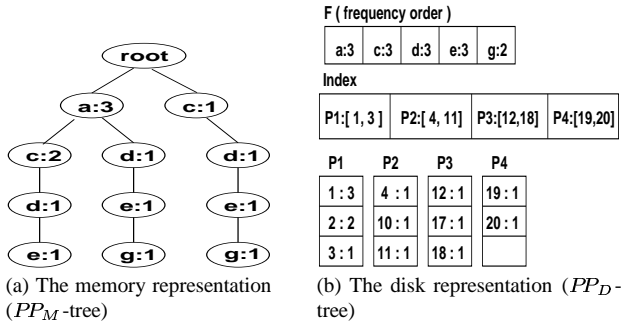 root
a:3 c:1
c:2 d:1 d:1
d:1 e:1 e:1
e:1 g:1 g:1
(a) The memory representation
(PP_M-tree)
F ( frequency order )
a:3 c:3 d:3 e:3 g:2
Index
P1:[ 1, 3 ] P2:[ 4, 11] P3:[12,18] P4:[19,20]
P1 P2 P3 P4
1 : 3 4 : 1 12 : 1 19 : 1
2 : 2 10 : 1 17 : 1 20 : 1
3 : 1 11 : 1 18 : 1
(b) The disk representation (PP_D-
tree)